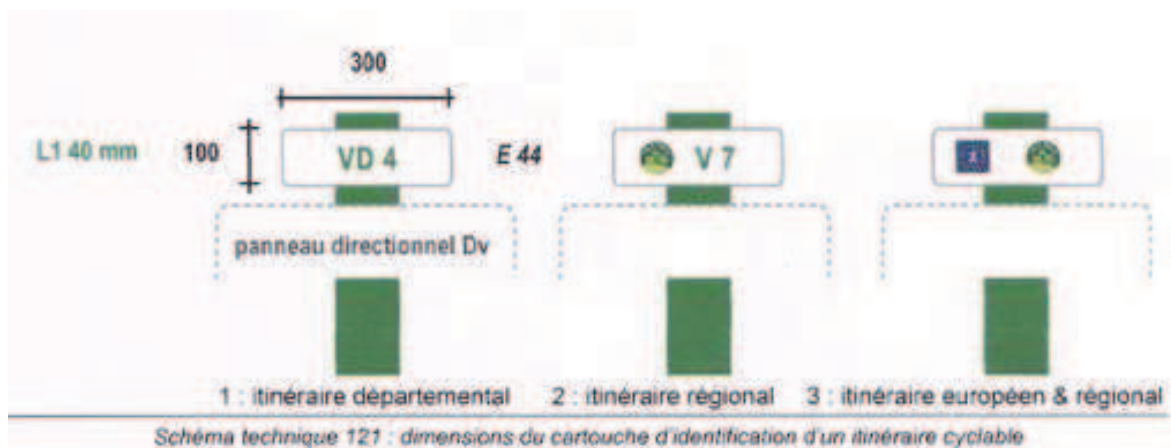 300
L1 40 mm 100 VD 4 E 44 V 7
panneau directionnel Dv
1 : itinéraire départemental 2 : itinéraire régional 3 : itinéraire européen & régional
Schéma technique 121 : dimensions du cartouche d'identification d'un itinéraire cyclable